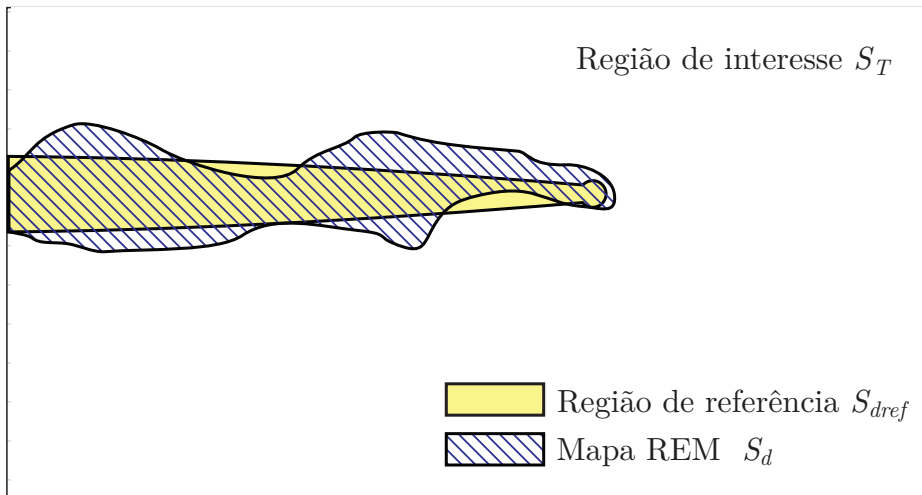 Região de interesse S_T
Região de referência S_dref
Mapa REM S_d